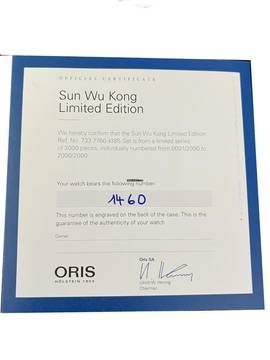 OFFICIAL CERTIFICATE
Sun Wu Kong
Limited Edition
We hereby confirm that the Sun Wu Kong Limited Edition
Ref. No. 733 7766 4185-Set is from a limited series
of 2000 pieces, individually numbered from 0001/2000 to
2000/2000
Your watch bears the following number:
1460
This number is engraved on the back of the case. This is the
guarantee of the authenticity of your watch
Owner
Oris SA
ORIS
HÖLSTEIN 1904
Ulrich W. Herzog
Chairman